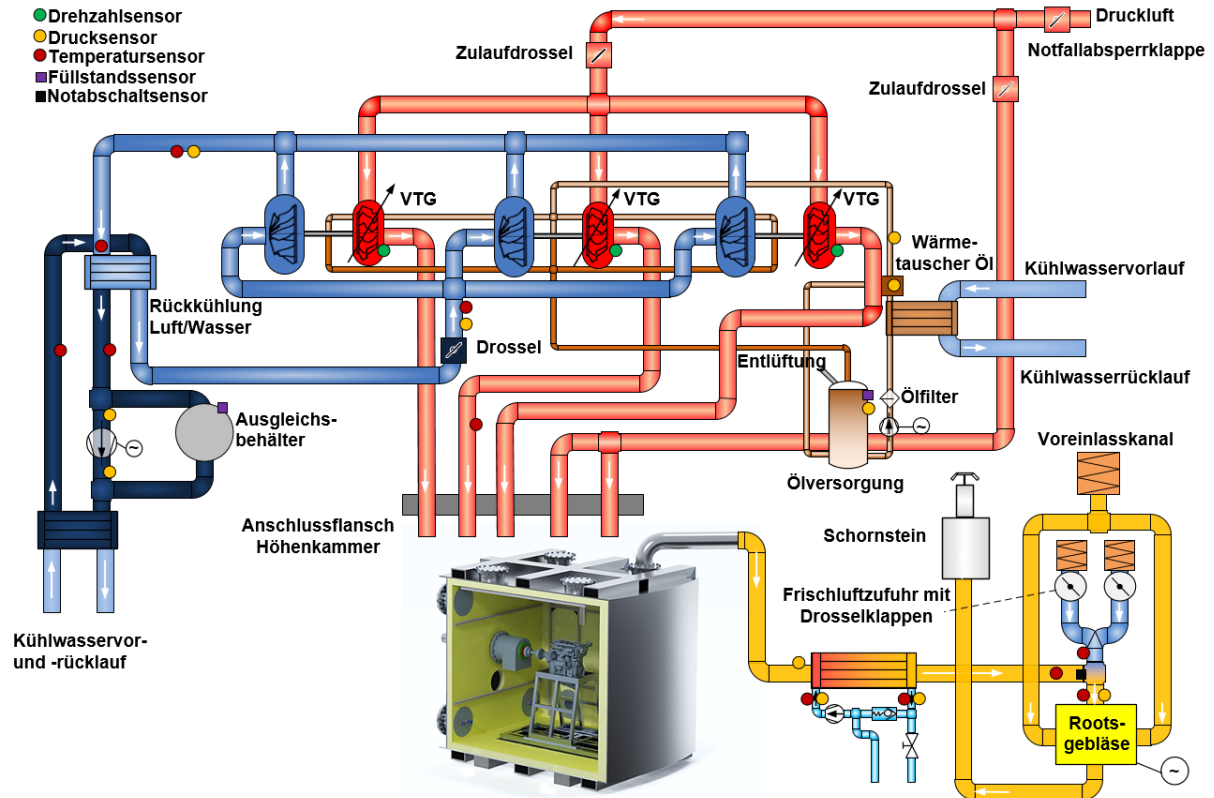 Drehzahlsensor
Drucksensor
Temperatursensor
Füllstandssensor
Notabschaltsensor
Druckluft
Notfallabsperrklappe
Zulaufdrossel
Zulaufdrossel
VTG
VTG
VTG
Wärme-
tauscher Öl
Kühlwasservorlauf
Rückkühlung
Luft/Wasser
Drossel
Entlüftung
Kühlwasserrücklauf
Ölfilter
~
Ausgleichs-
behälter
~
Voreinlasskanal
Ölversorgung
Anschlussflansch
Höhenkammer
Schornstein
Frischluftzufuhr mit
Drosselklappen
Kühlwasservor-
und -rücklauf
Roots-
gebläse
~